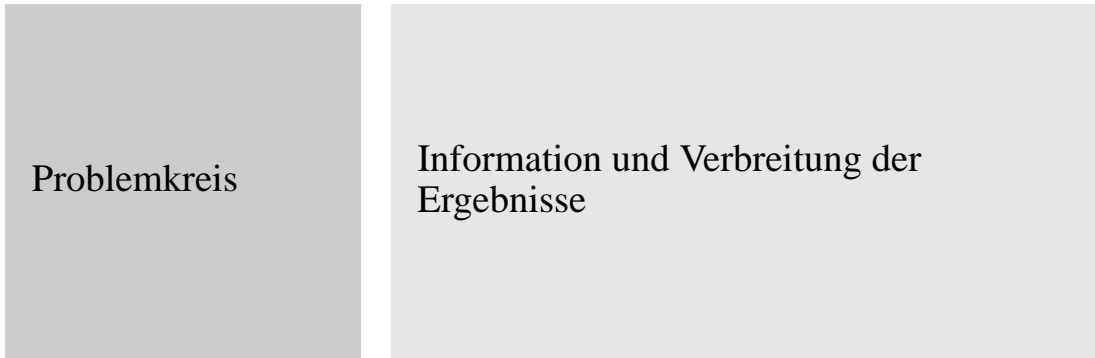 Problemkreis
Information und Verbreitung der
Ergebnisse